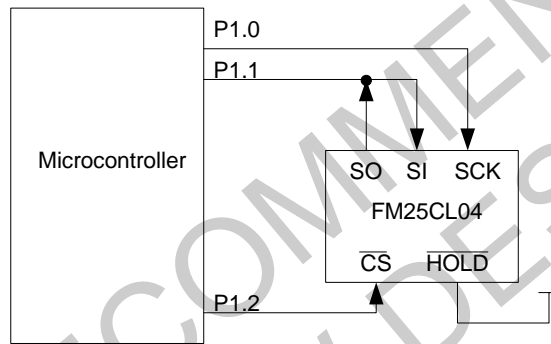 P1.0
P1.1
Microcontroller
SO SI SCK
FM25CL04
CS HOLD
P1.2